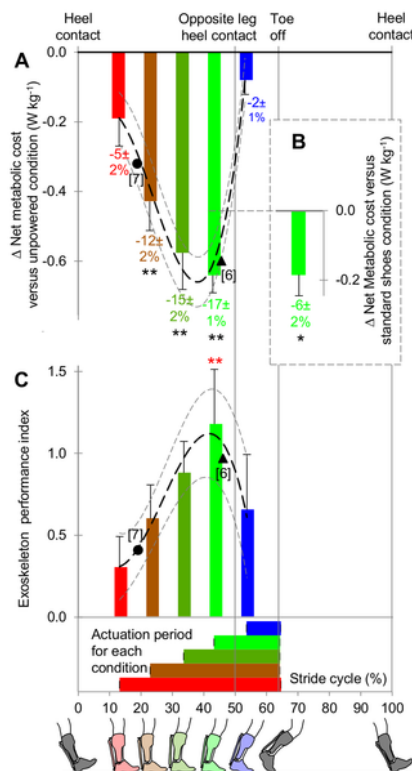 Heel contact
Opposite leg heel contact
Toe off
Heel contact
A
Δ Net metabolic cost
versus unpowered condition (W kg⁻¹)
0.0
-0.2
-0.4
-0.6
-5±
2%
[7]
-12±
2%
**
-15±
2%
**
-17±
1%
**
**
[6]
-2±
1%
B
Δ Net Metabolic cost versus
standard shoes condition (W kg⁻¹)
0.0
-0.2
-6±
2%
*
C
Exoskeleton performance index
1.5
1.0
0.5
0.0
[7]
[6]
Actuation period
for each
condition
Stride cycle (%)
0 10 20 30 40 50 60 70 80 90 100